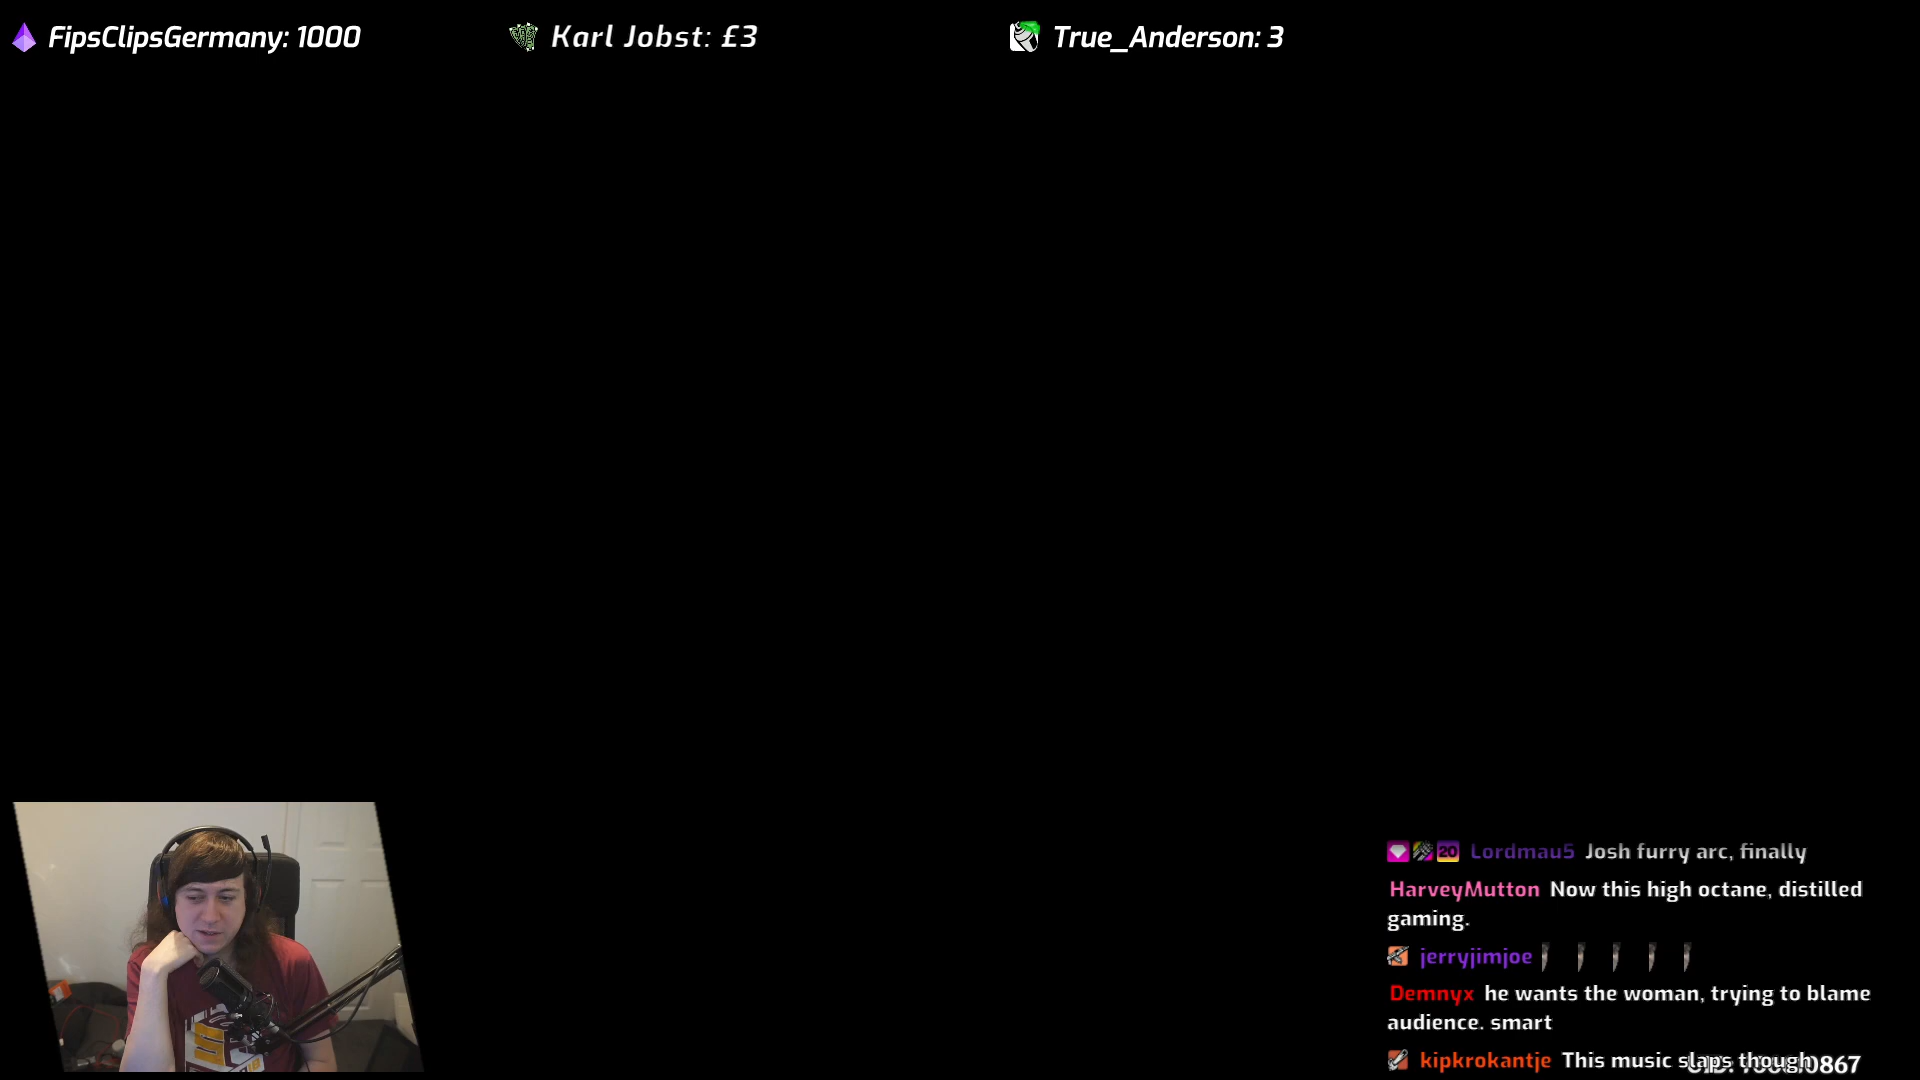 FipsClipsGermany: 1000
Karl Jobst: £3
True_Anderson: 3
20 Lordmau5 Josh furry arc, finally
HarveyMutton Now this high octane, distilled
gaming.
jerryjimjoe
Demnyx he wants the woman, trying to blame
audience. smart
kipkrokantje This music slaps though